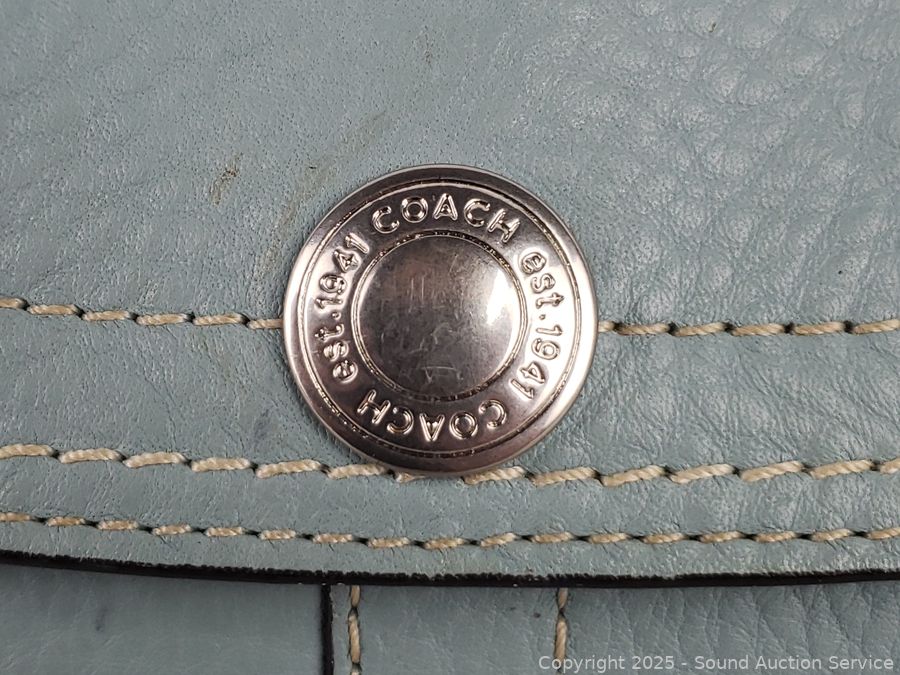 COACH est. 1941 COACH est. 1941
Copyright 2025 - Sound Auction Service